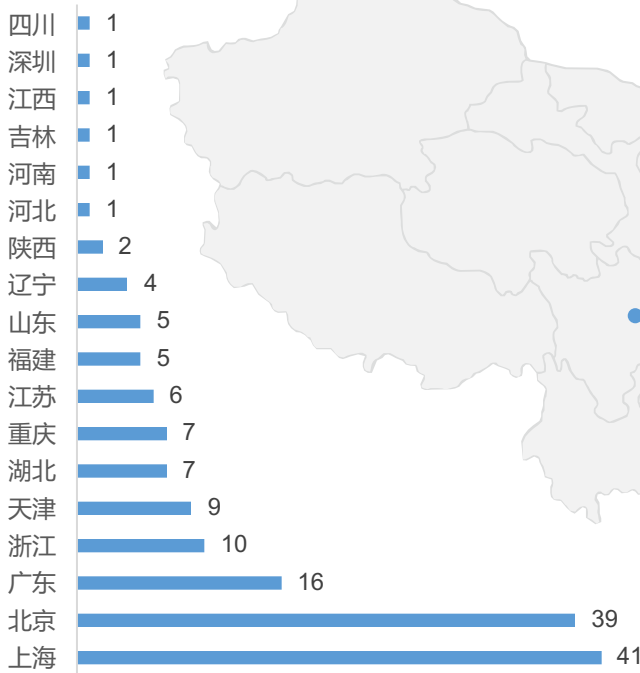 四川 1
深圳 1
江西 1
吉林 1
河南 1
河北 1
陕西 2
辽宁 4
山东 5
福建 5
江苏 6
重庆 7
湖北 7
天津 9
浙江 10
广东 16
北京 39
上海 41